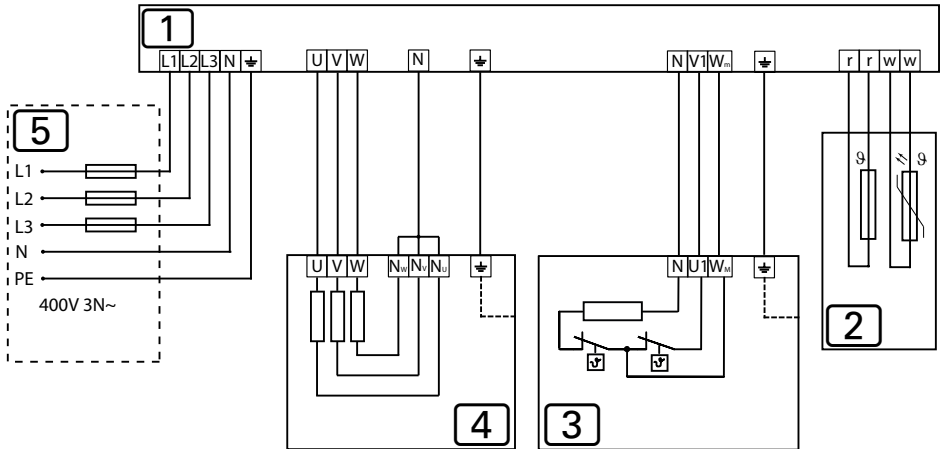 1
L1 L2 L3 N U V W N N V1 Wm r r w w
5
L1
L2
L3
N
PE
400V 3N~
U V W NW NV NU
N U1 WM
ϑ ϑ
ϑ ϑ
2
4
3